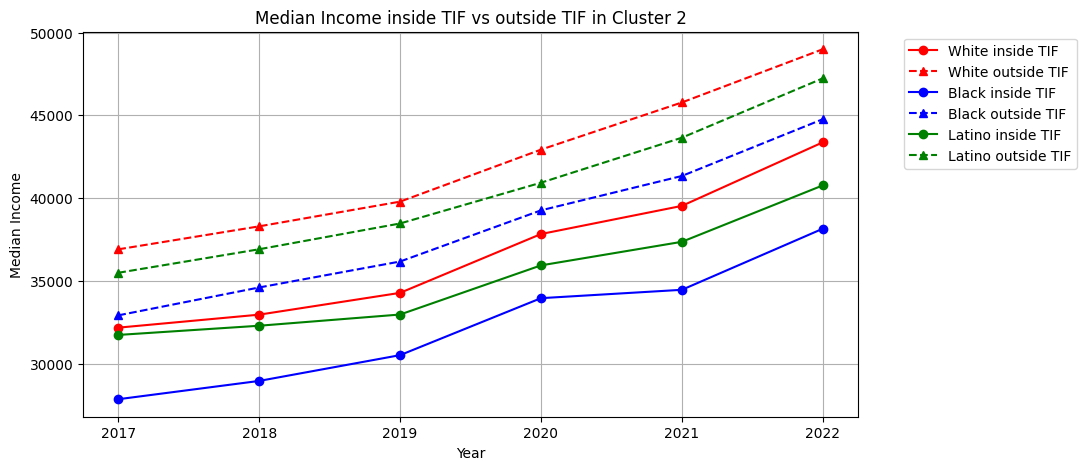 Median Income inside TIF vs outside TIF in Cluster 2
50000
45000
40000
35000
30000
Median Income
2017 2018 2019 2020 2021 2022
Year
White inside TIF
White outside TIF
Black inside TIF
Black outside TIF
Latino inside TIF
Latino outside TIF